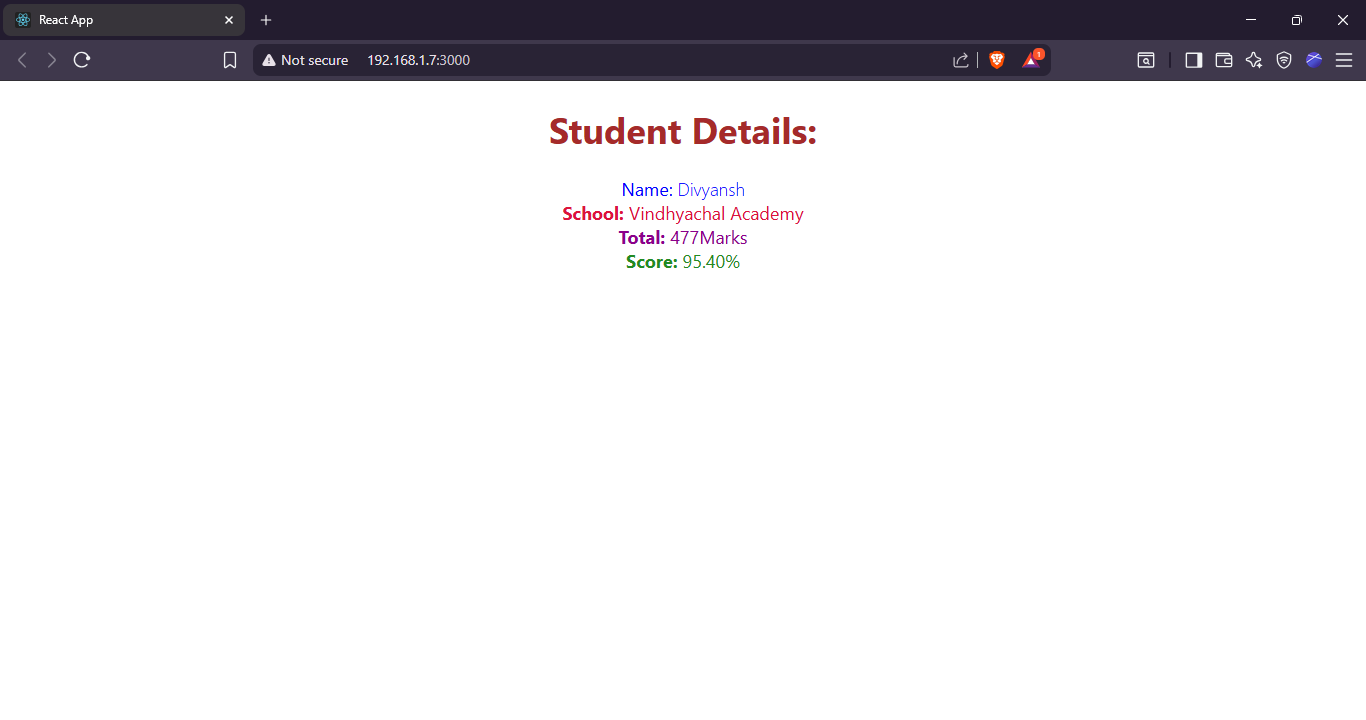 React App
Not secure 192.168.1.7:3000
1
Student Details:
Name: Divyansh
School: Vindhyachal Academy
Total: 477Marks
Score: 95.40%